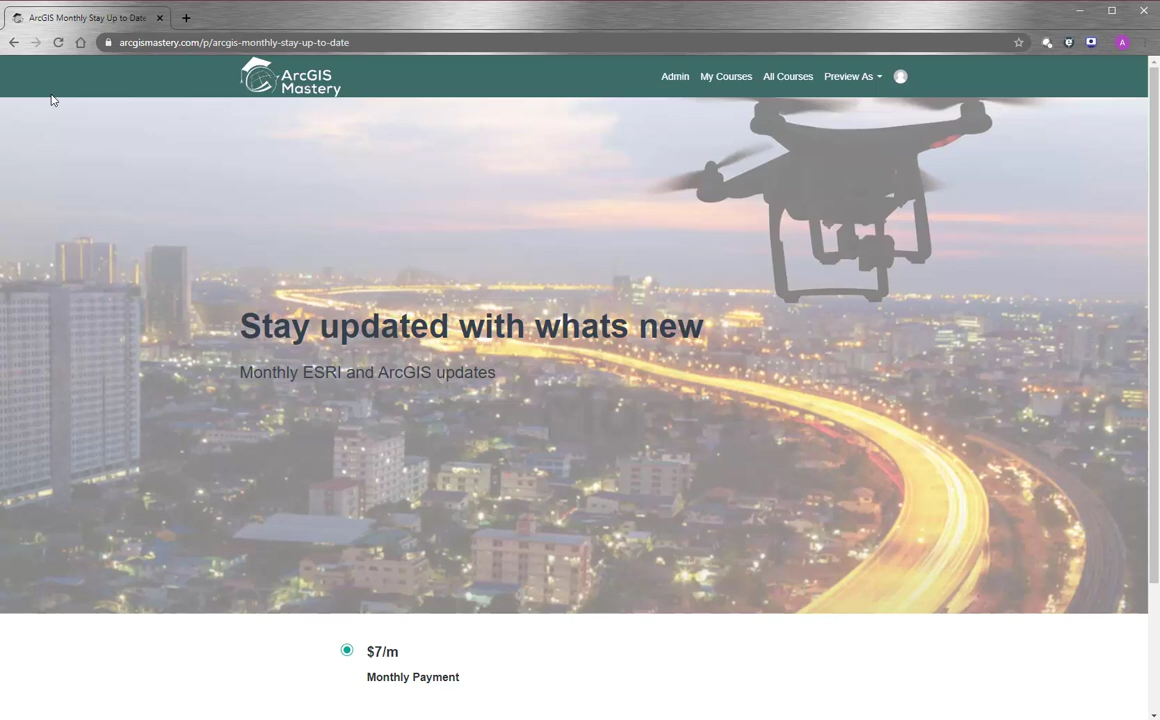 ArcGIS Monthly Stay Up to Date
arcgismastery.com/p/arcgis-monthly-stay-up-to-date
A
ArcGIS
Mastery
Admin My Courses All Courses Preview As
Stay updated with whats new
Monthly ESRI and ArcGIS updates
$7/m
Monthly Payment